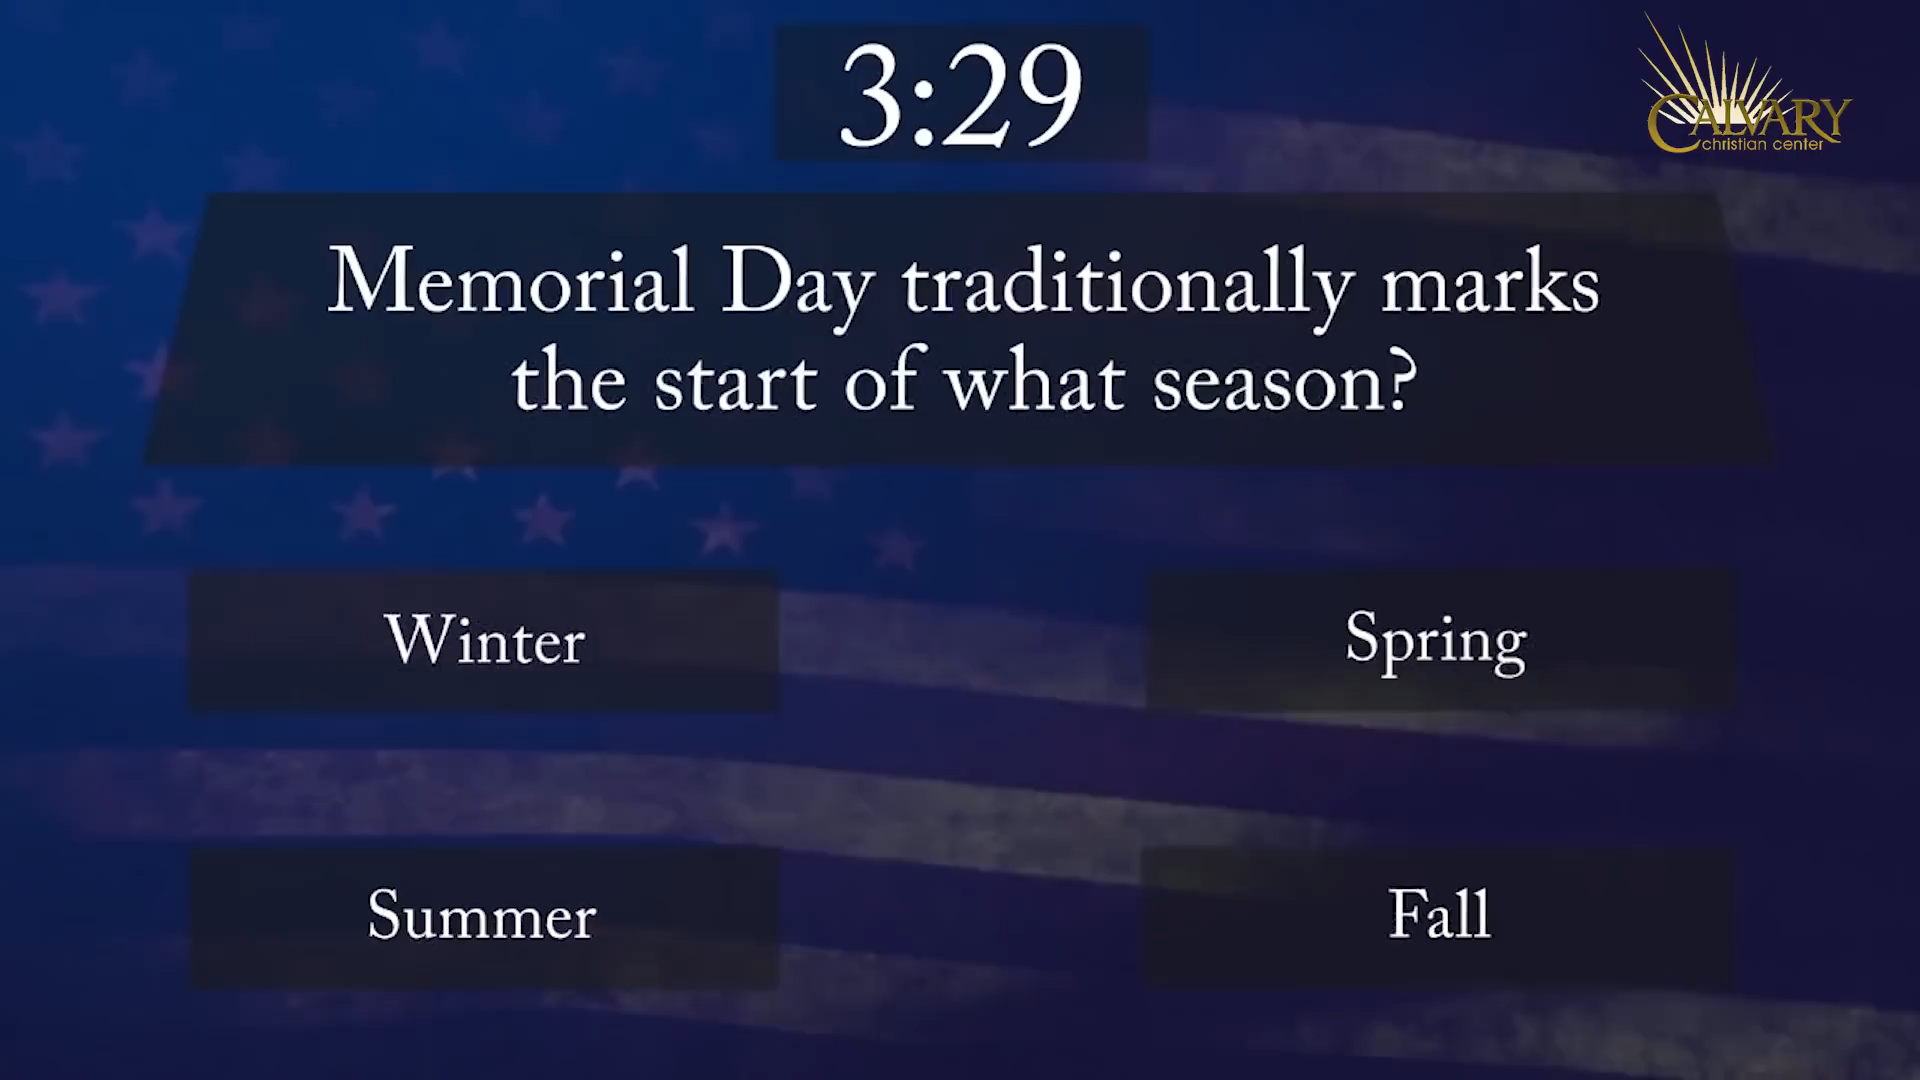 3:29
CALVARY
christian center
Memorial Day traditionally marks
the start of what season?
Winter
Spring
Summer
Fall